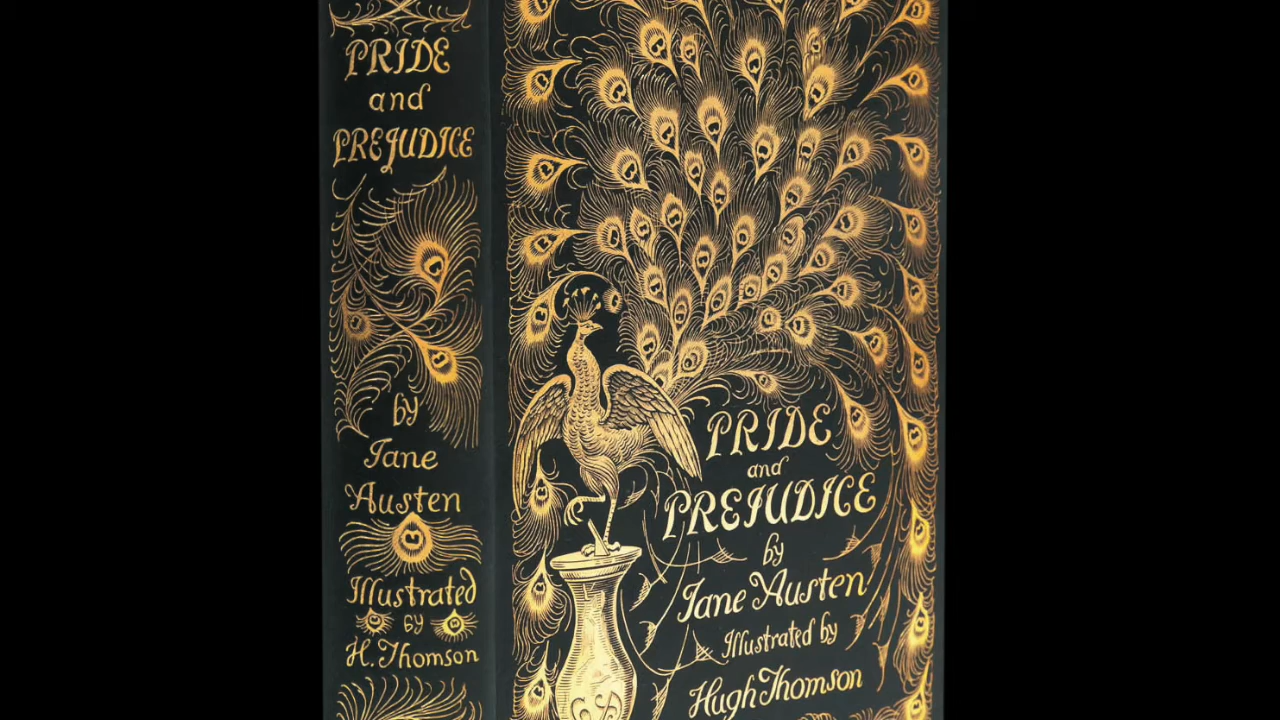 PRIDE
and
PREJUDICE
by
Jane
Austen
Illustrated
by
H. Thomson
PRIDE
and
PREJUDICE
by
Jane Austen
Illustrated by
Hugh Thomson